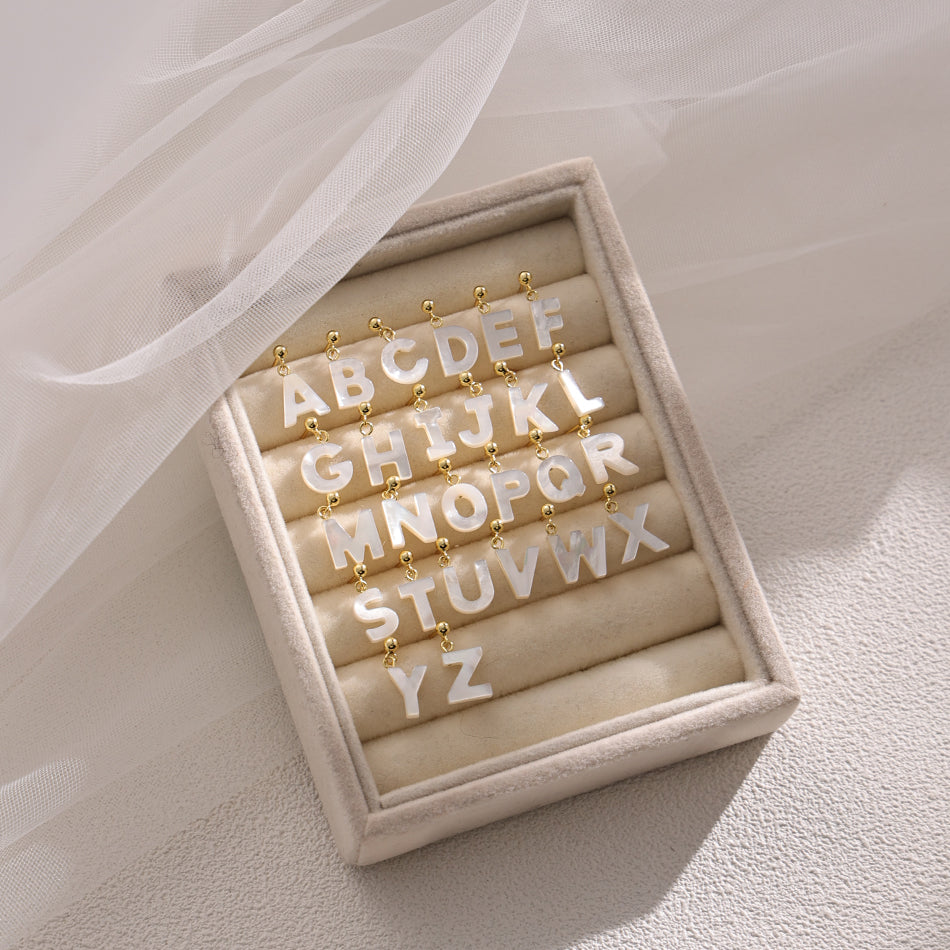 ABCDEF
GHIJKL
MNOPQR
STUVWX
YZ